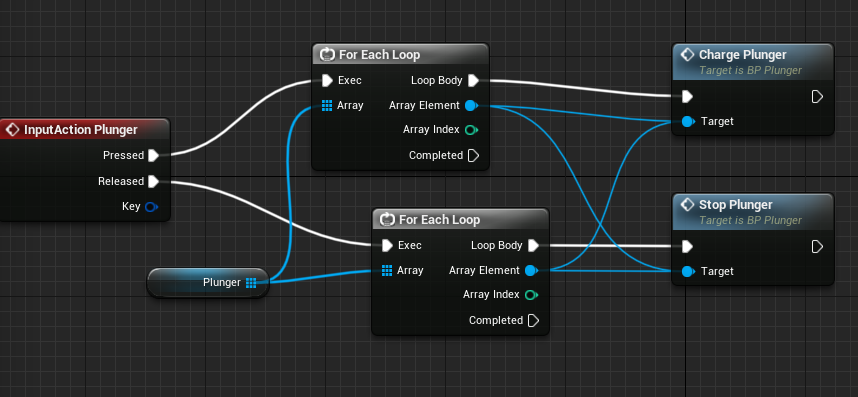 InputAction Plunger
Pressed
Released
Key
Plunger
For Each Loop
Exec
Loop Body
Array
Array Element
Array Index
Completed
For Each Loop
Exec
Loop Body
Array
Array Element
Array Index
Completed
Charge Plunger
Target is BP Plunger
Target
Stop Plunger
Target is BP Plunger
Target